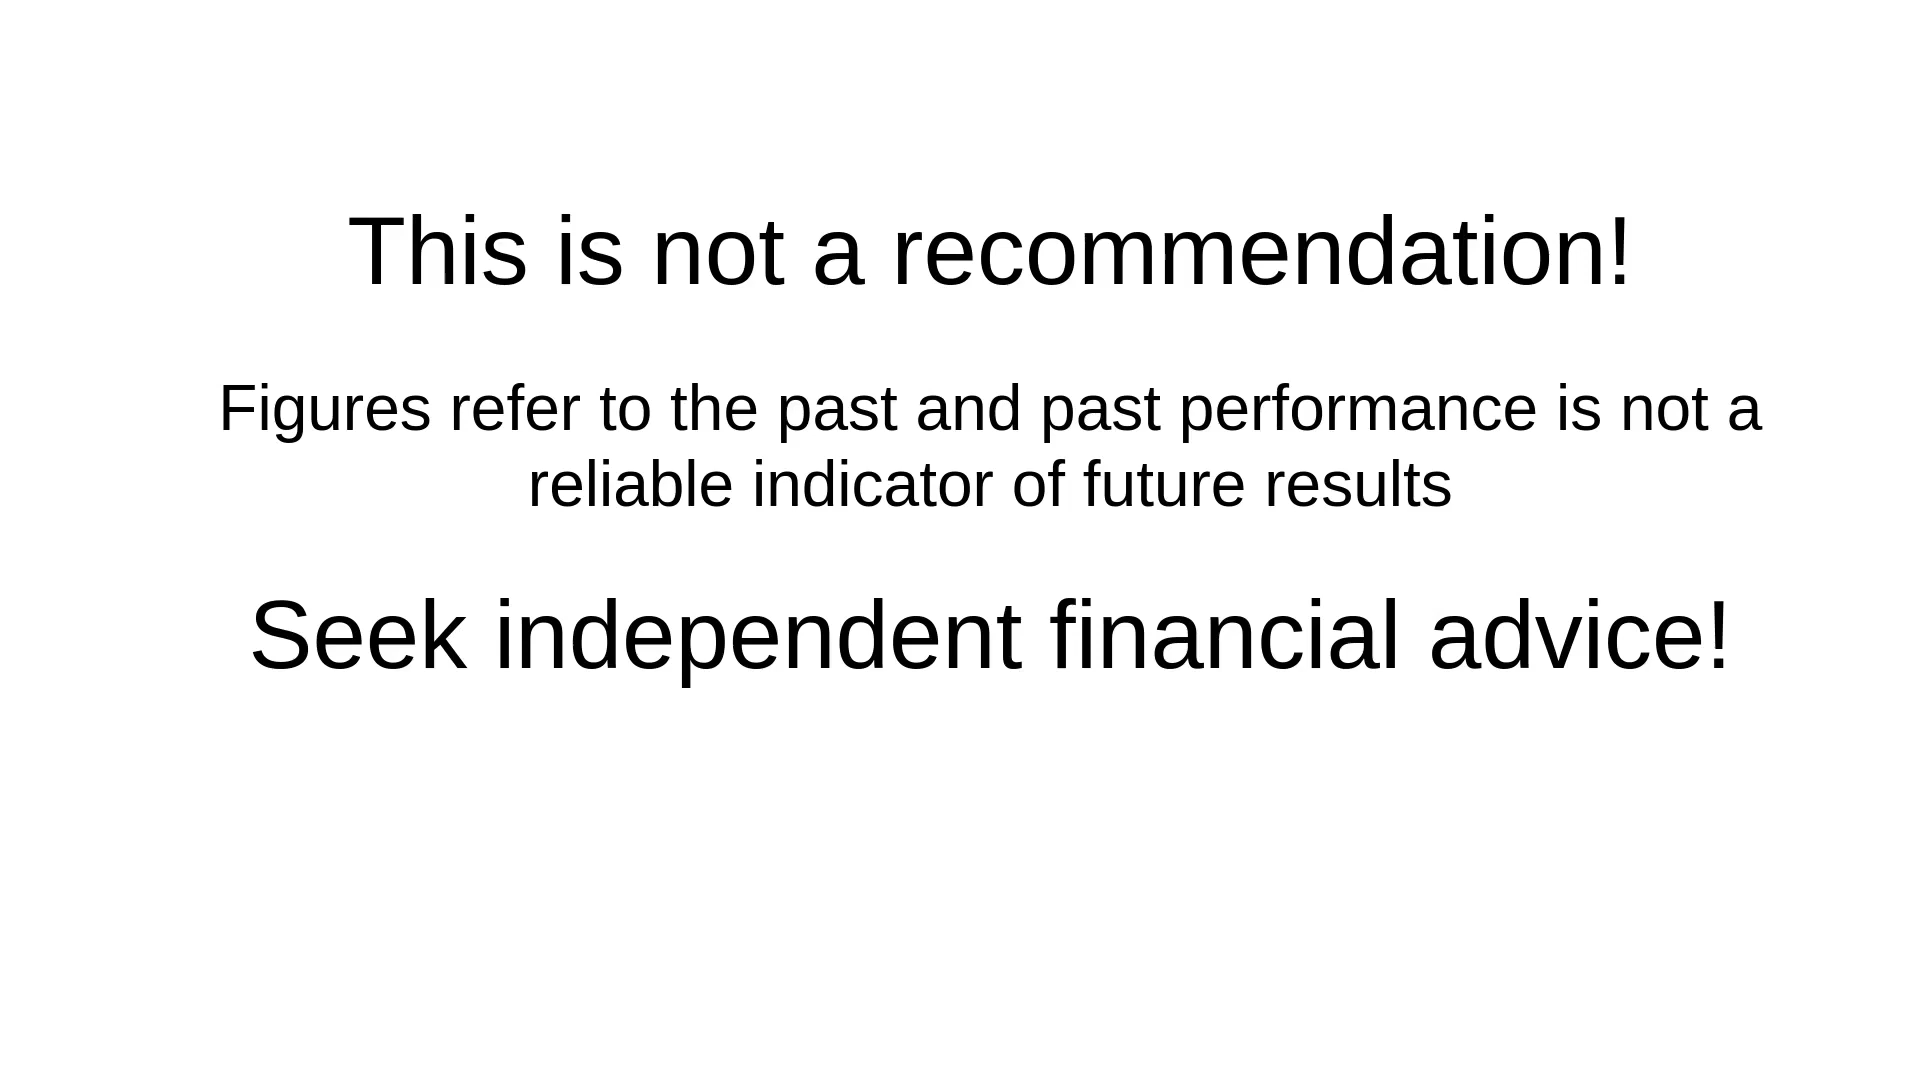 This is not a recommendation!
Figures refer to the past and past performance is not a
reliable indicator of future results
Seek independent financial advice!